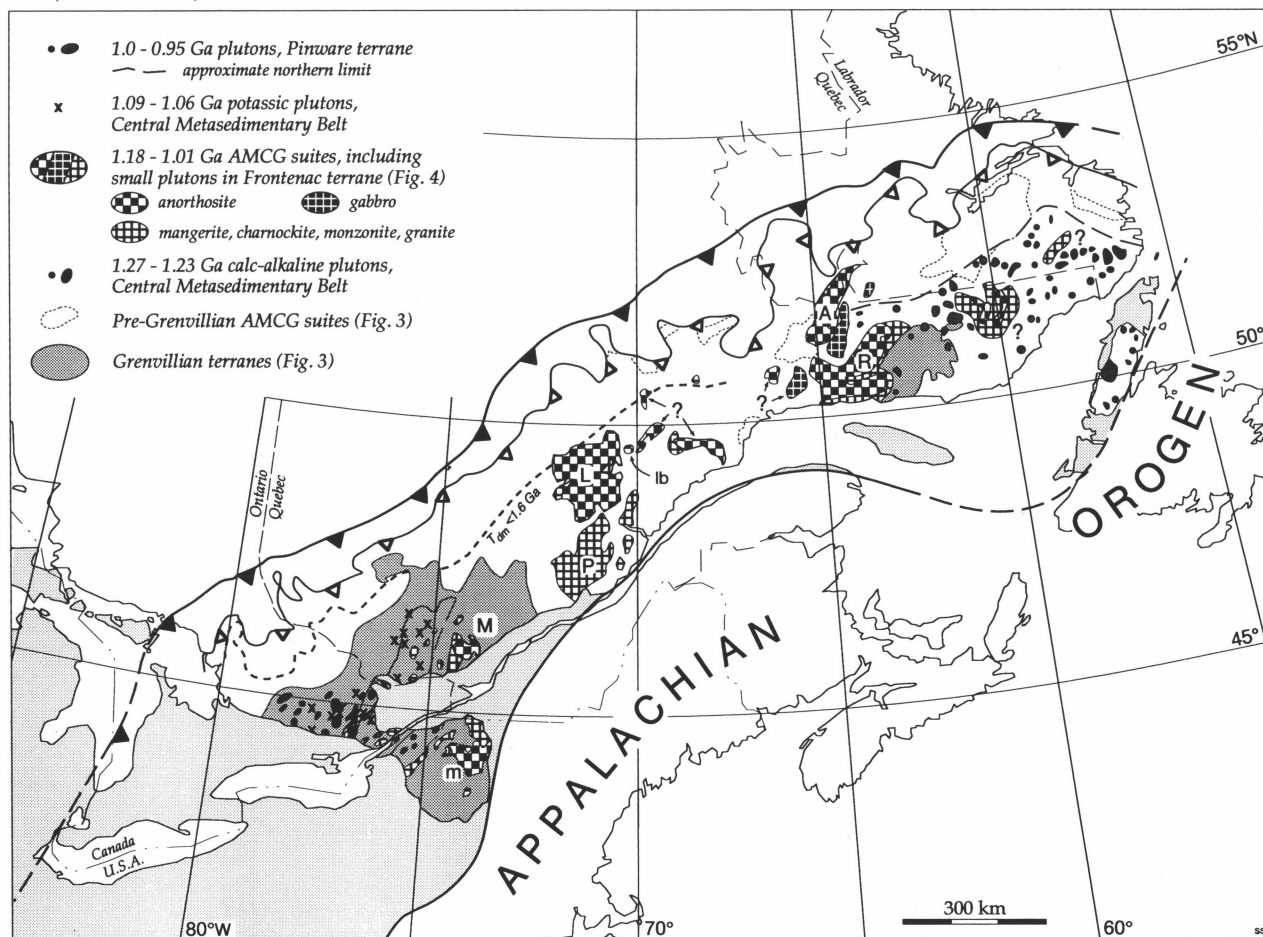 1.0 - 0.95 Ga plutons, Pinware terrane
approximate northern limit
x
1.09 - 1.06 Ga potassic plutons,
Central Metasedimentary Belt
1.18 - 1.01 Ga AMCG suites, including
small plutons in Frontenac terrane (Fig. 4)
anorthosite
gabbro
mangerite, charnockite, monzonite, granite
1.27 - 1.23 Ga calc-alkaline plutons,
Central Metasedimentary Belt
Pre-Grenvillian AMCG suites (Fig. 3)
Grenvillian terranes (Fig. 3)
Labrador
Quebec
55°N
50°
45°
Ontario
Quebec
Tdm <1.6 Ga
A
R
?
?
?
?
L
lb
P
M
m
Canada
U.S.A.
APPALACHIAN
OROGEN
300 km
80°W
70°
60°